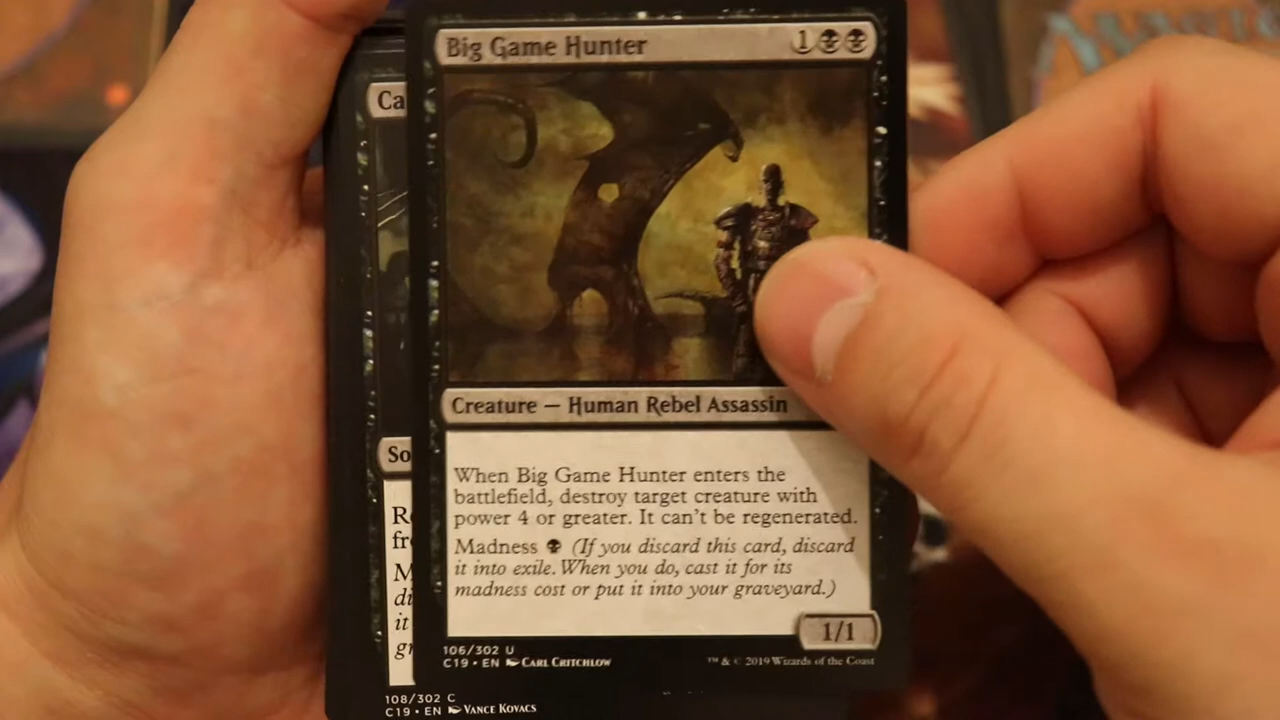 Big Game Hunter 1
Ca
Creature — Human Rebel Assassin
When Big Game Hunter enters the
battlefield, destroy target creature with
power 4 or greater. It can't be regenerated.
Madness (If you discard this card, discard
it into exile. When you do, cast it for its
madness cost or put it into your graveyard.)
1/1
106/302 U
C19 • EN Carl Critchlow
™ & © 2019 Wizards of the Coast
So
R
fr
M
di
it
gr
108/302 C
C19 • EN Vance Kovacs